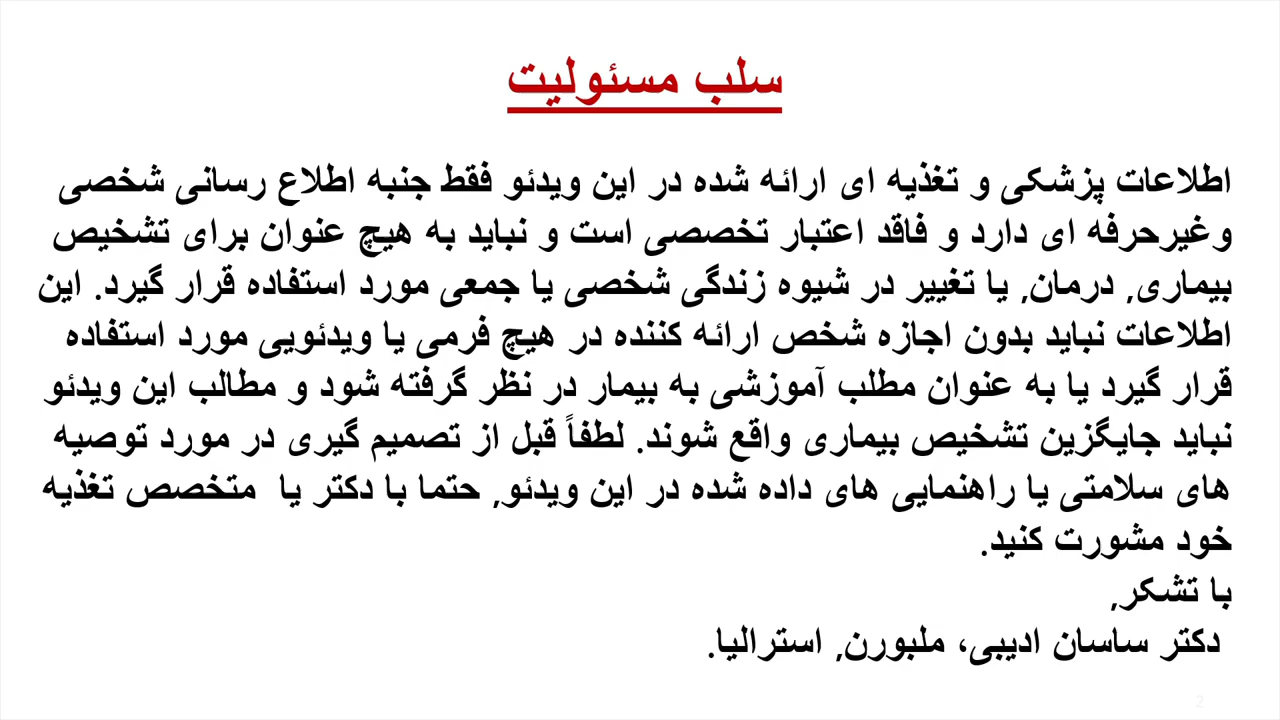 سلب مسئولیت
اطلاعات پزشکی و تغذیه ای ارائه شده در این ویدئو فقط جنبه اطلاع رسانی شخصی
وغیرحرفه ای دارد و فاقد اعتبار تخصصی است و نباید به هیچ عنوان برای تشخیص
بیماری, درمان, یا تغییر در شیوه زندگی شخصی یا جمعی مورد استفاده قرار گیرد. این
اطلاعات نباید بدون اجازه شخص ارائه کننده در هیچ فرمی یا ویدئویی مورد استفاده
قرار گیرد یا به عنوان مطلب آموزشی به بیمار در نظر گرفته شود و مطالب این ویدئو
نباید جایگزین تشخیص بیماری واقع شوند. لطفاً قبل از تصمیم گیری در مورد توصیه
های سلامتی یا راهنمایی های داده شده در این ویدئو, حتما با دکتر یا  متخصص تغذیه
خود مشورت کنید.
با تشکر,
دکتر ساسان ادیبی، ملبورن, استرالیا.
2